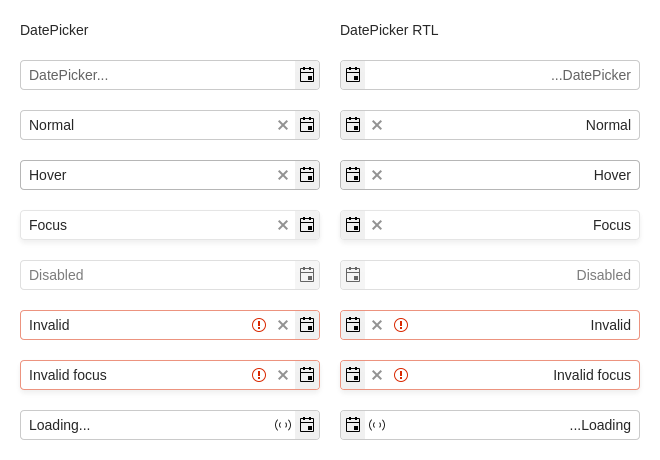 DatePicker
DatePicker RTL
DatePicker...
...DatePicker
Normal
Normal
Hover
Hover
Focus
Focus
Disabled
Disabled
Invalid
Invalid
Invalid focus
Invalid focus
Loading...
...Loading